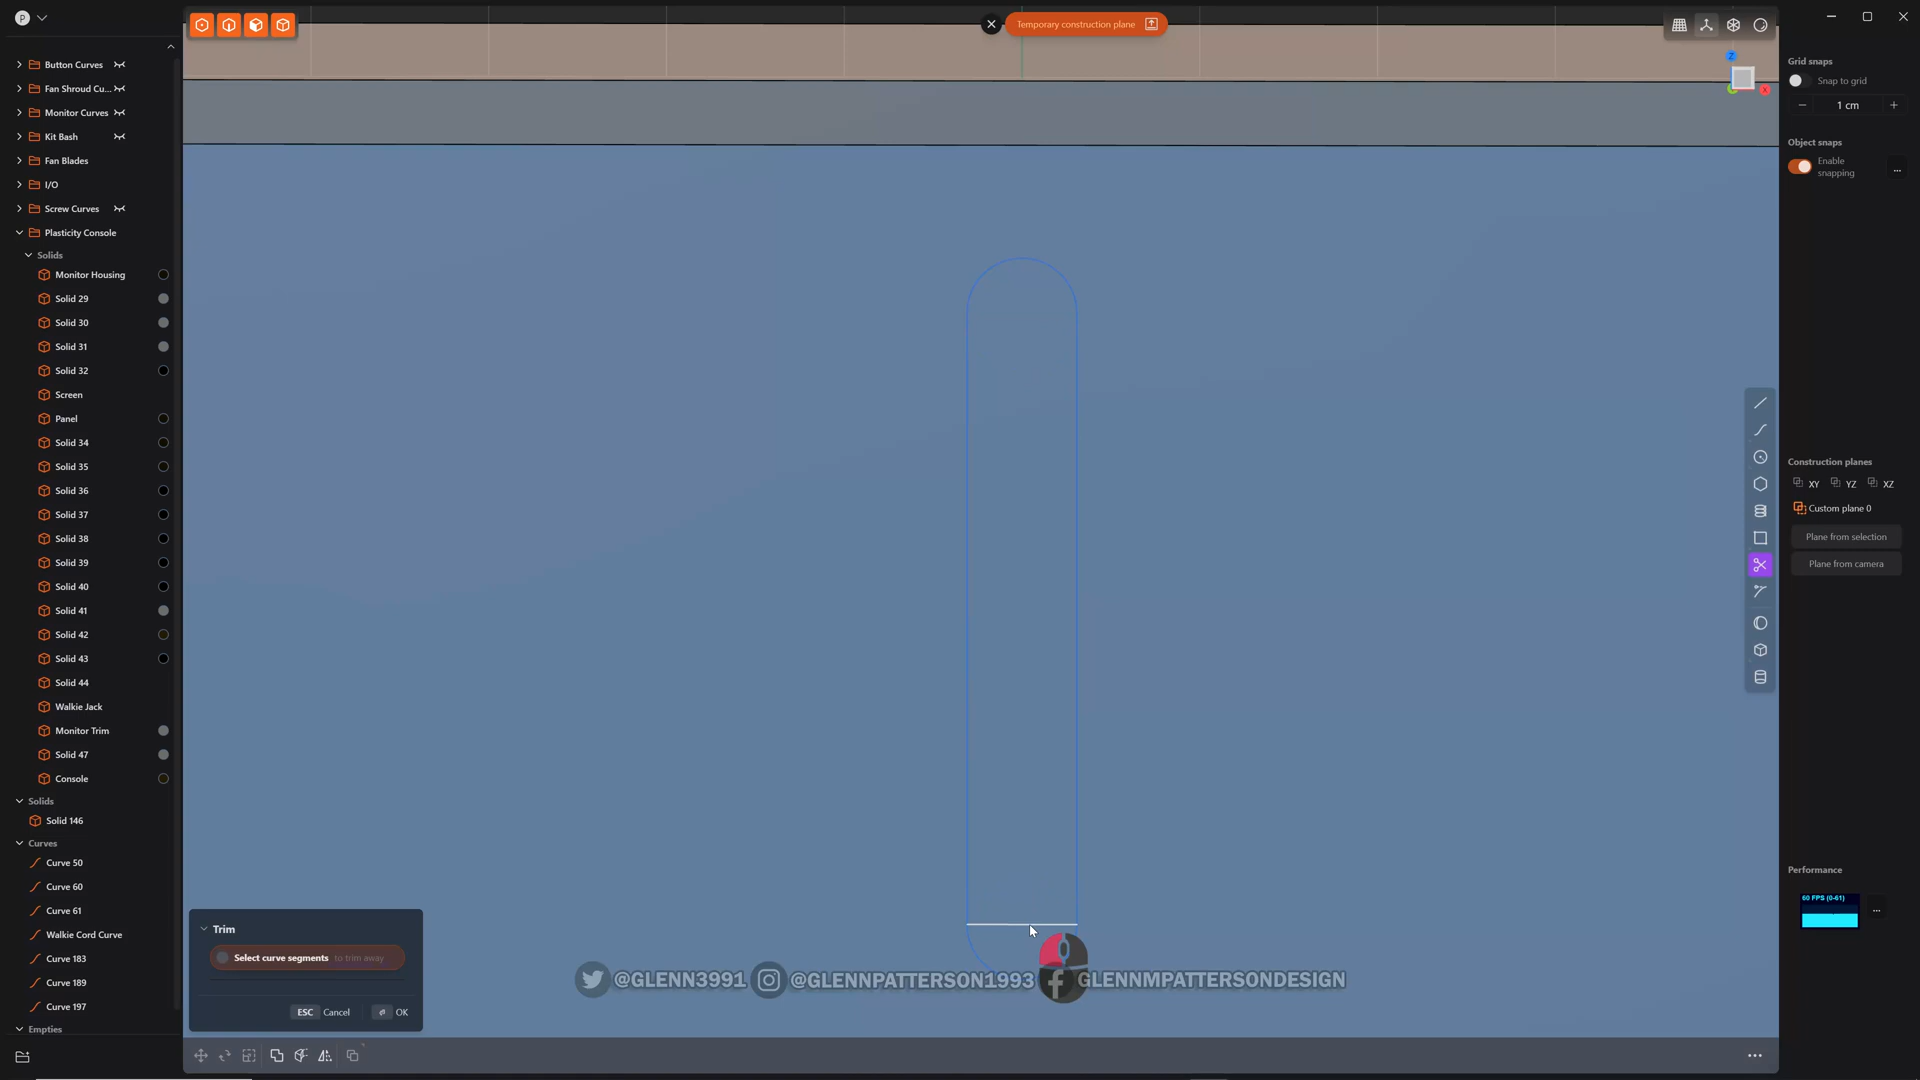 Temporary construction plane
Button Curves
Fan Shroud Cu...
Monitor Curves
Kit Bash
Fan Blades
I/O
Screw Curves
Plasticity Console
Solids
Monitor Housing
Solid 29
Solid 30
Solid 31
Solid 32
Screen
Panel
Solid 34
Solid 35
Solid 36
Solid 37
Solid 38
Solid 39
Solid 40
Solid 41
Solid 42
Solid 43
Solid 44
Walkie Jack
Monitor Trim
Solid 47
Console
Solids
Solid 146
Curves
Curve 50
Curve 60
Curve 61
Walkie Cord Curve
Curve 183
Curve 189
Curve 197
Empties
Trim
Select curve segments to trim away
ESC Cancel OK
@GLENN3991 @GLENNPATTERSON1993 GLENNMPATTERSONDESIGN
Z
X
Grid snaps
Snap to grid
1 cm
Object snaps
Enable
snapping
...
Construction planes
XY YZ XZ
Custom plane 0
Plane from selection
Plane from camera
Performance
60 FPS (0-61)
...